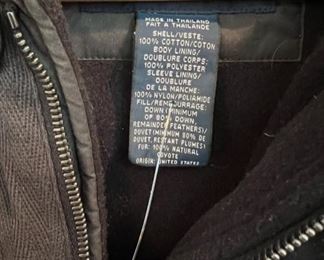 MADE IN THAILAND
FAIT A THAILANDE
SHELL/VESTE:
100% COTTON/COTON
BODY LINING/
DOUBLURE CORPS:
100% POLYESTER
SLEEVE LINING/
DOUBLURE
DE LA MANCHE:
100% NYLON/POLIAMIDE
FILL/REMBOURRAGE:
DOWN (MINIMUM
OF 80% DOWN,
REMAINDER FEATHERS)/
DUVET (MINIMUM 80% DE
DUVET, RESTANT PLUMES)
FUR: 100% NATURAL
COYOTE
ORIGIN: UNITED STATES